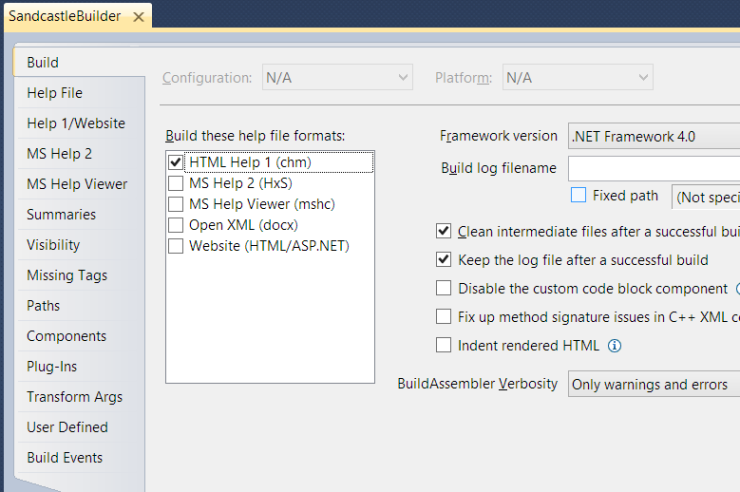 SandcastleBuilder
Build
Help File
Help 1/Website
MS Help 2
MS Help Viewer
Summaries
Visibility
Missing Tags
Paths
Components
Plug-Ins
Transform Args
User Defined
Build Events
Configuration: N/A Platform: N/A
Build these help file formats:
HTML Help 1 (chm)
MS Help 2 (HxS)
MS Help Viewer (mshc)
Open XML (docx)
Website (HTML/ASP.NET)
Framework version .NET Framework 4.0
Build log filename
Fixed path (Not speci
Clean intermediate files after a successful bui
Keep the log file after a successful build
Disable the custom code block component
Fix up method signature issues in C++ XML co
Indent rendered HTML
BuildAssembler Verbosity Only warnings and errors